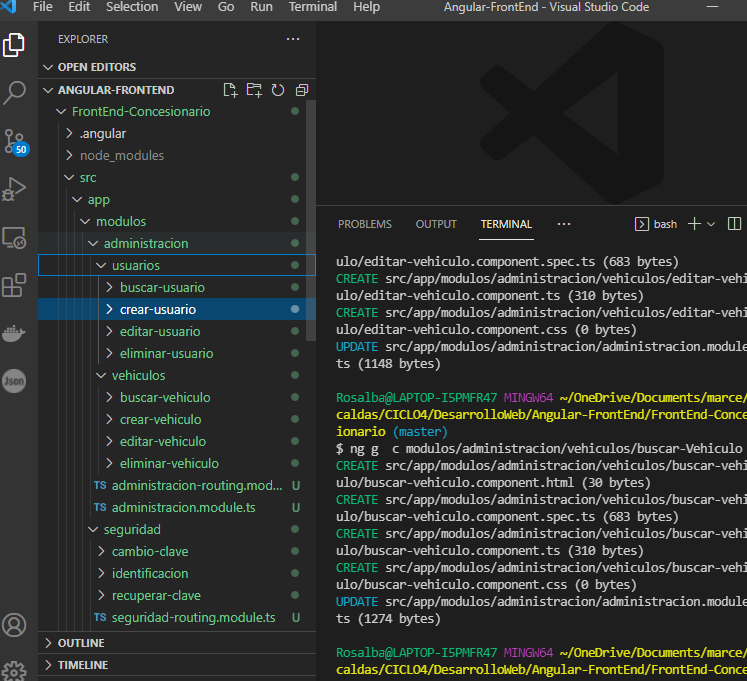 File Edit Selection View Go Run Terminal Help Angular-FrontEnd - Visual Studio Code
EXPLORER
OPEN EDITORS
ANGULAR-FRONTEND
FrontEnd-Concesionario
.angular
node_modules
src
app
modulos
administracion
usuarios
buscar-usuario
crear-usuario
editar-usuario
eliminar-usuario
vehiculos
buscar-vehiculo
crear-vehiculo
editar-vehiculo
eliminar-vehiculo
TS administracion-routing.mod... U
TS administracion.module.ts U
seguridad
cambio-clave
identificacion
recuperar-clave
TS seguridad-routing.module.ts U
OUTLINE
TIMELINE
50
Json
PROBLEMS OUTPUT TERMINAL ... bash
ulo/editar-vehiculo.component.spec.ts (683 bytes)
CREATE src/app/modulos/administracion/vehiculos/editar-vehi
ulo/editar-vehiculo.component.ts (310 bytes)
CREATE src/app/modulos/administracion/vehiculos/editar-vehi
ulo/editar-vehiculo.component.css (0 bytes)
UPDATE src/app/modulos/administracion/administracion.module
ts (1148 bytes)
Rosalba@LAPTOP-I5PMFR47 MINGW64 ~/OneDrive/Documents/marce/
caldas/CICLO4/DesarrolloWeb/Angular-FrontEnd/FrontEnd-Conce
ionario (master)
$ ng g c modulos/administracion/vehiculos/buscar-Vehiculo
CREATE src/app/modulos/administracion/vehiculos/buscar-vehi
ulo/buscar-vehiculo.component.html (30 bytes)
CREATE src/app/modulos/administracion/vehiculos/buscar-vehi
ulo/buscar-vehiculo.component.spec.ts (683 bytes)
CREATE src/app/modulos/administracion/vehiculos/buscar-vehi
ulo/buscar-vehiculo.component.ts (310 bytes)
CREATE src/app/modulos/administracion/vehiculos/buscar-vehi
ulo/buscar-vehiculo.component.css (0 bytes)
UPDATE src/app/modulos/administracion/administracion.module
ts (1274 bytes)
Rosalba@LAPTOP-I5PMFR47 MINGW64 ~/OneDrive/Documents/marce/
caldas/CICLO4/DesarrolloWeb/Angular-FrontEnd/FrontEnd-Conce